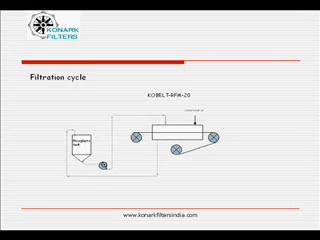 KONARK
FILTERS
Filtration cycle
KOBELT-RFM-20
Phosphate
tank
www.konarkfiltersindia.com